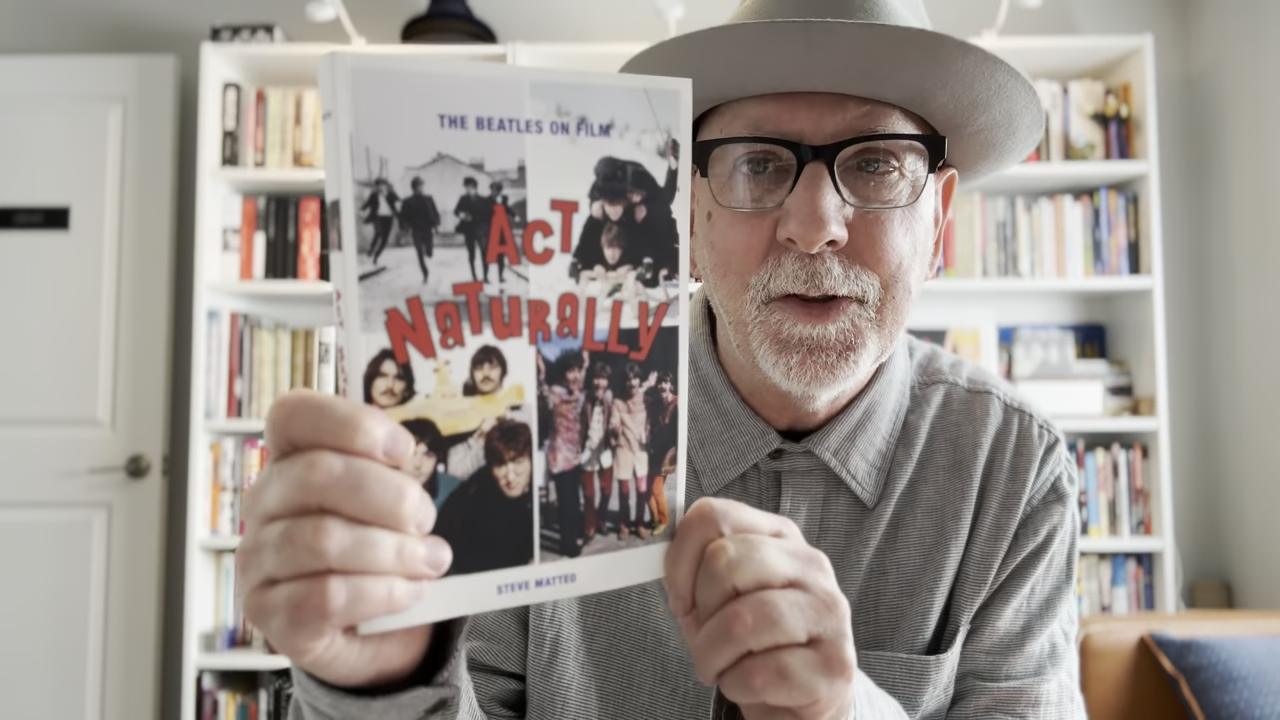 THE BEATLES ON FILM
ACT
NATURALLY
STEVE MATTEO